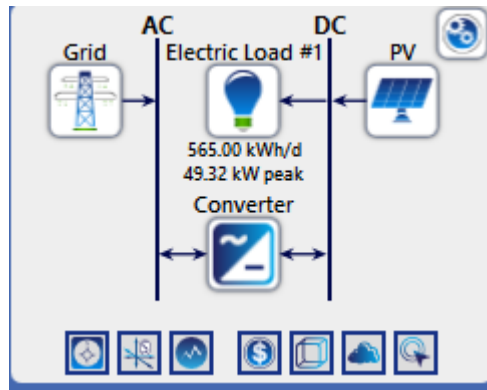 AC DC
Grid Electric Load #1 PV
565.00 kWh/d
49.32 kW peak
Converter